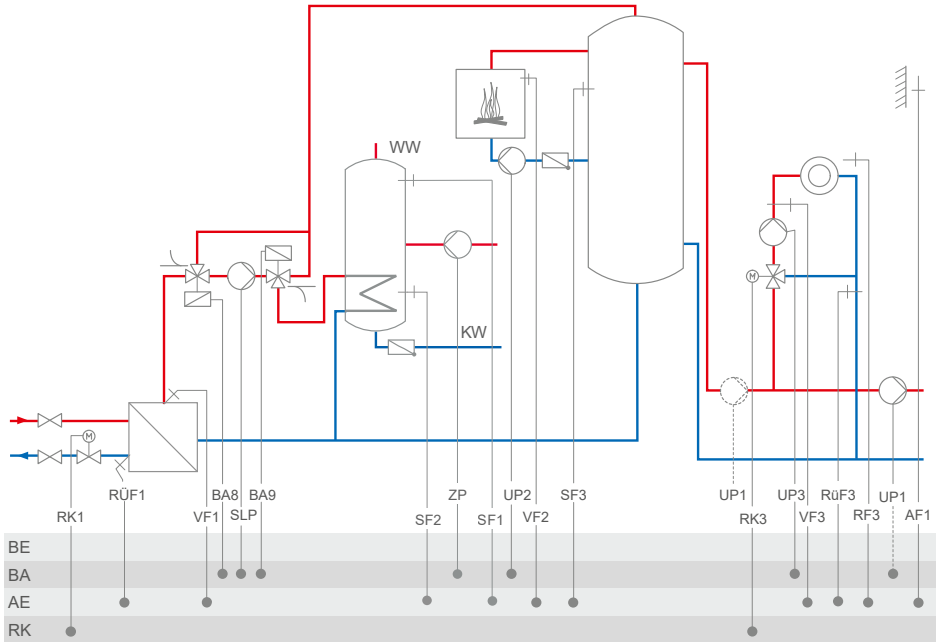 WW
KW
M
M
RK1
RÜF1
VF1
BA8
SLP
BA9
SF2
ZP
SF1
UP2
VF2
SF3
UP1
RK3
UP3
VF3
RüF3
RF3
UP1
AF1
BE
BA
AE
RK